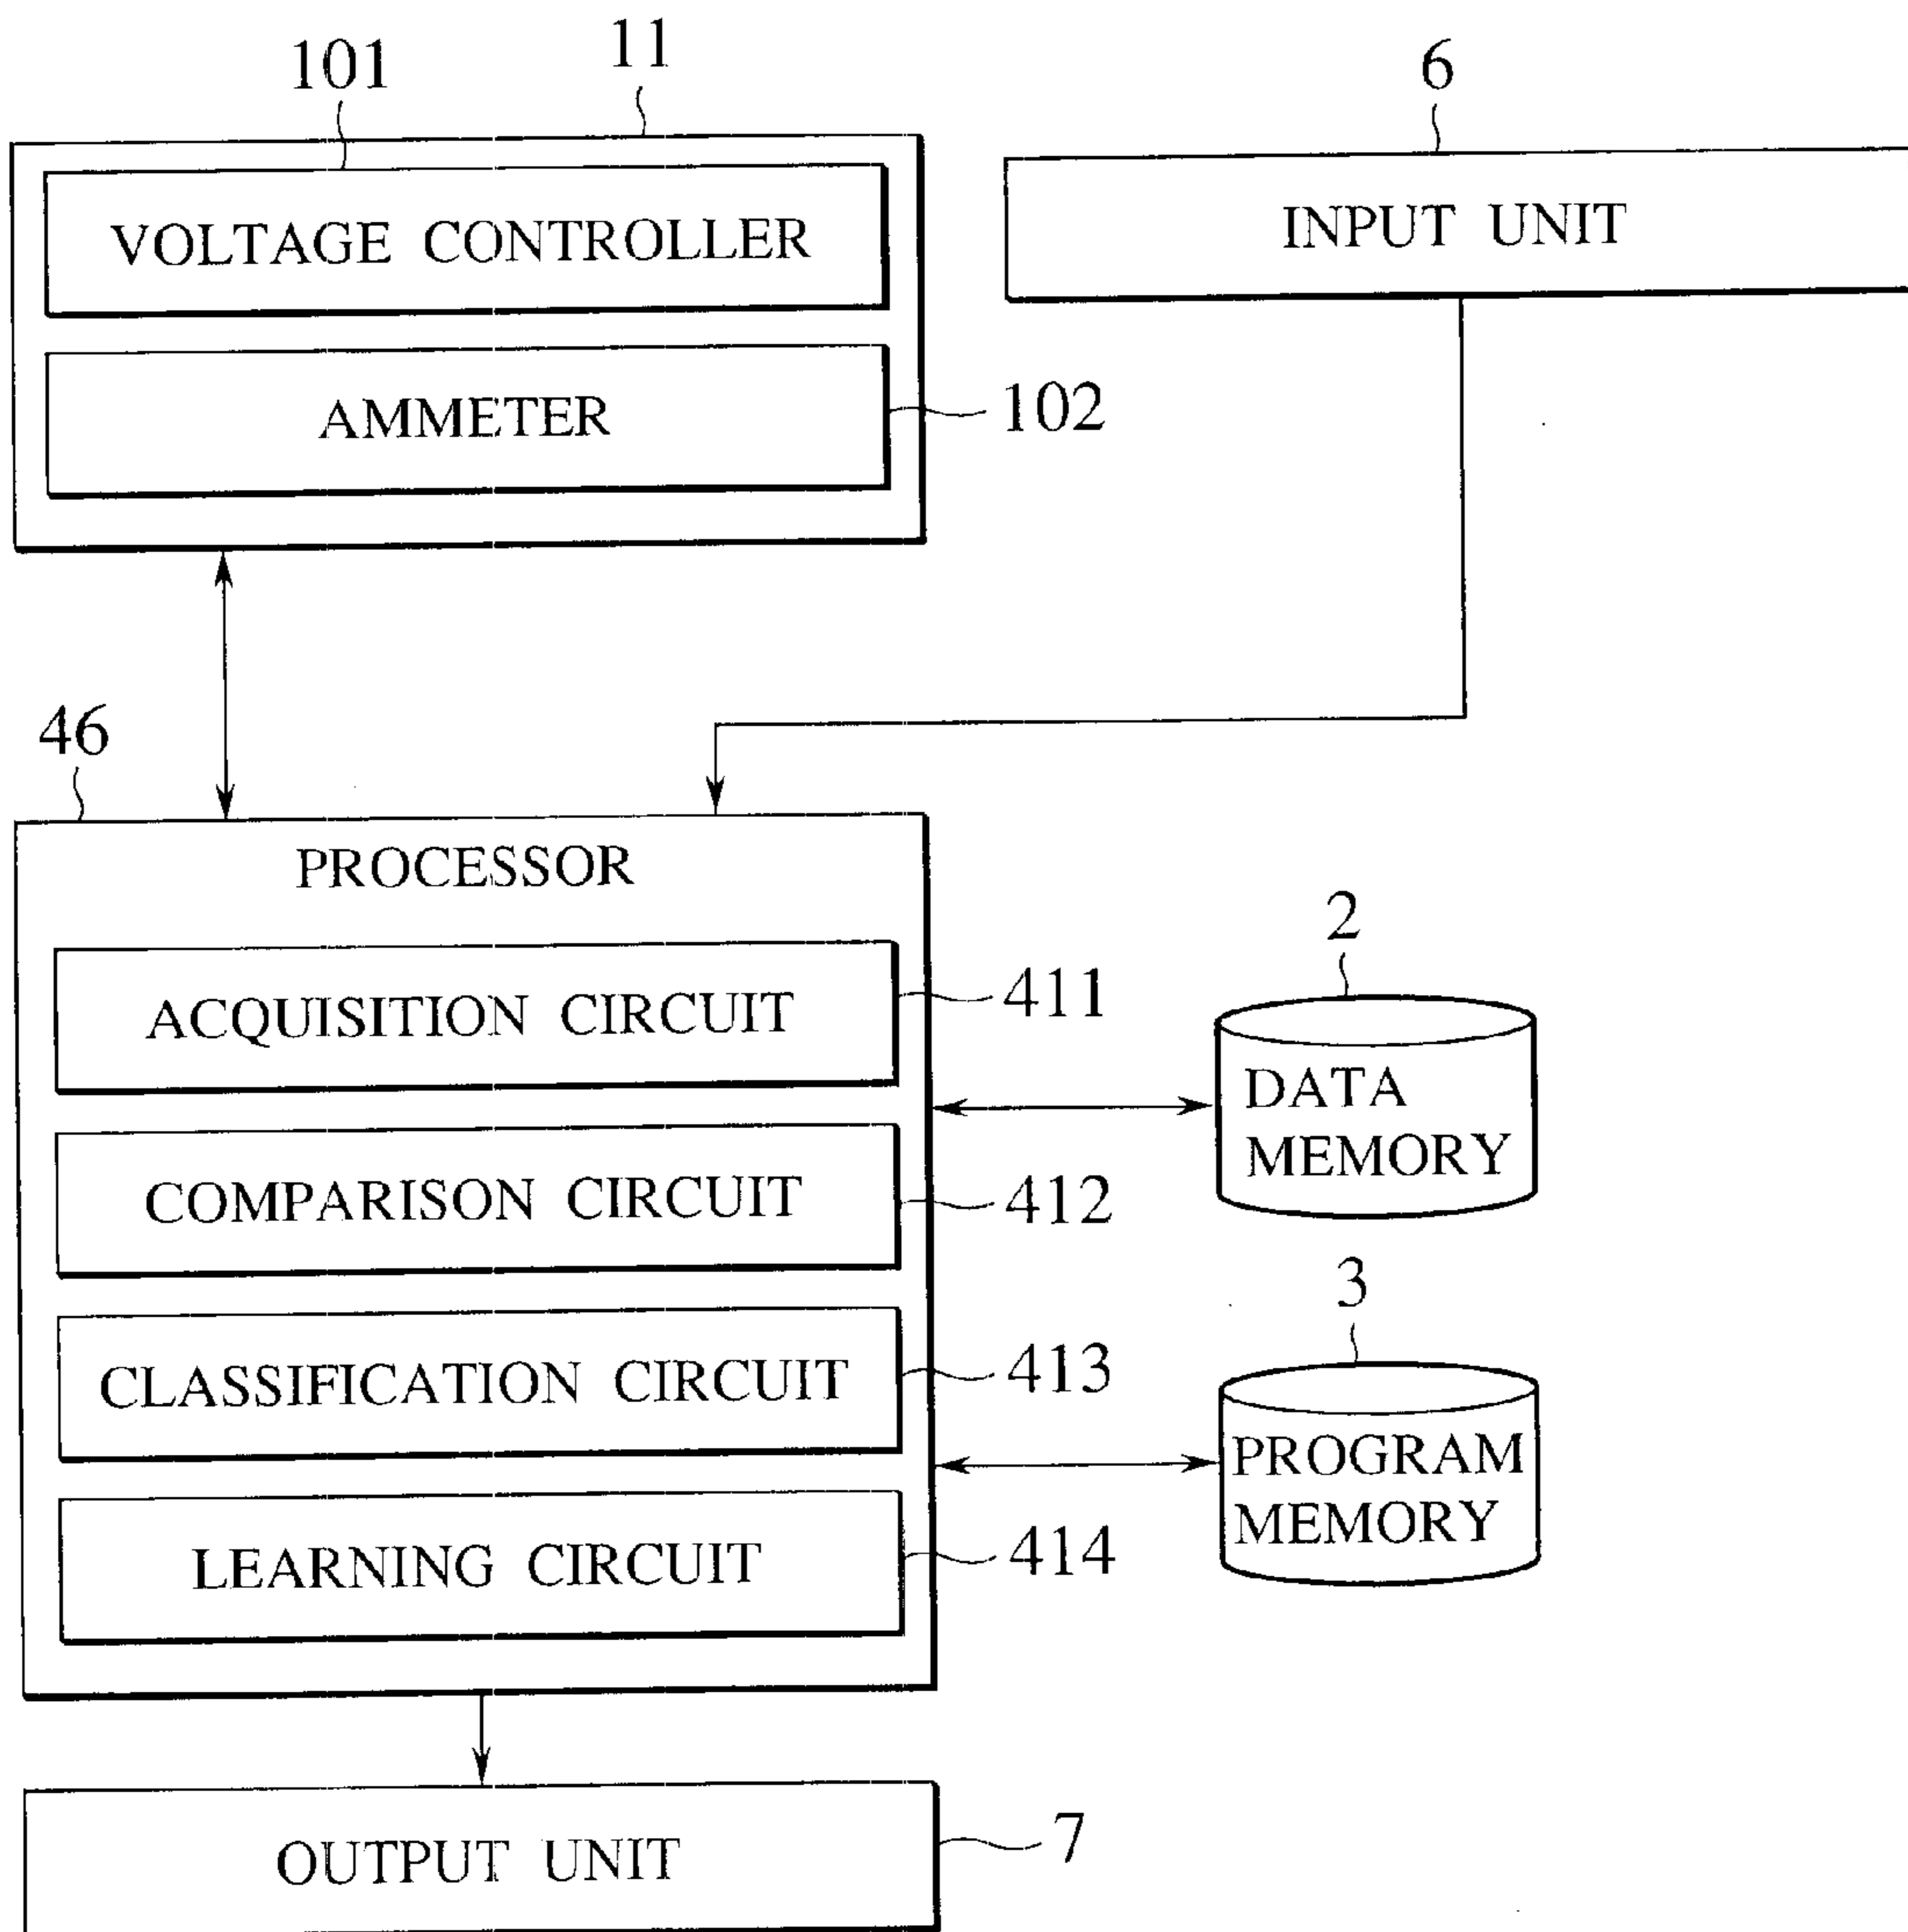 101
11
6
VOLTAGE CONTROLLER
INPUT UNIT
AMMETER
102
46
PROCESSOR
2
ACQUISITION CIRCUIT
411
DATA
MEMORY
COMPARISON CIRCUIT
412
3
CLASSIFICATION CIRCUIT
413
PROGRAM
MEMORY
LEARNING CIRCUIT
414
OUTPUT UNIT
7